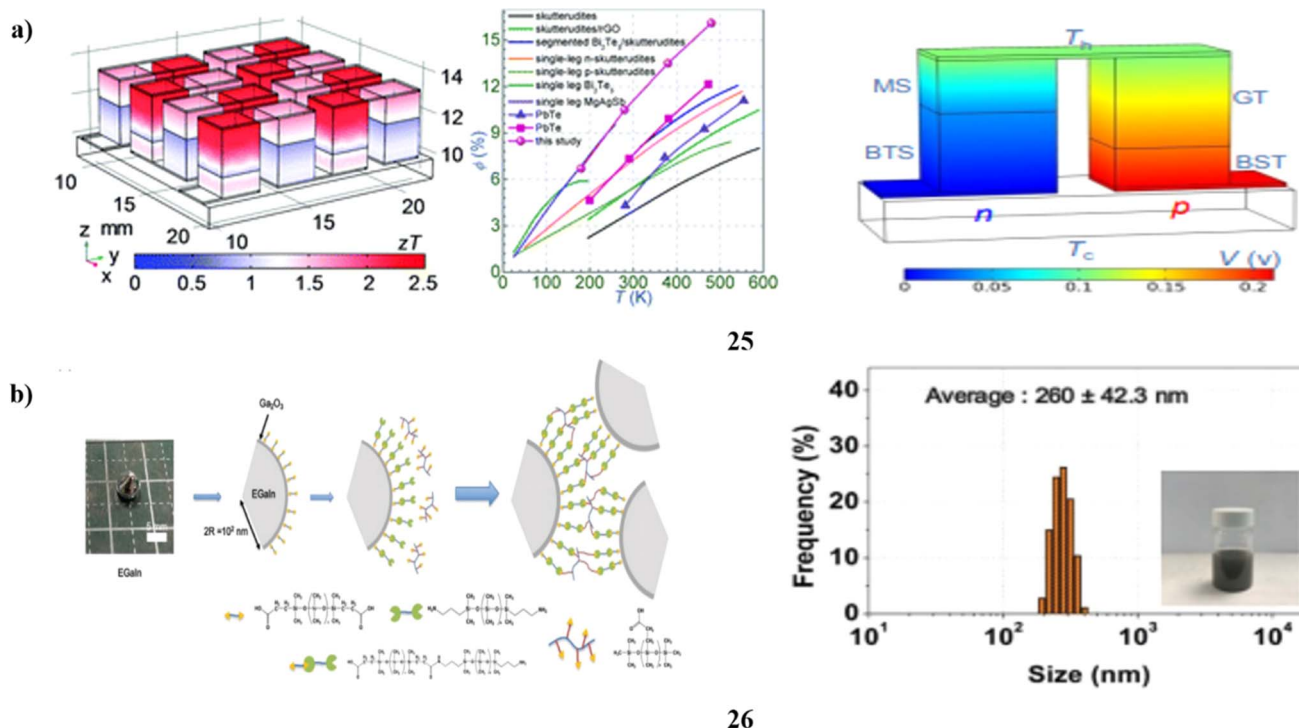 a)
14
12
10
10
15
20
mm
10
15
20
z
y
x
zT
0 0.5 1 1.5 2 2.5
skutterudites
skutterudites/rGO
segmented Bi₂Te₃/skutterudites
single-leg n-skutterudites
single-leg p-skutterudites
single leg Bi₂Te₃
single leg MgAgSb
PbTe
PbTe
this study
ϕ (%)
15
12
9
6
3
0
0 100 200 300 400 500 600
T (K)
Tₕ
MS
GT
BTS
BST
n
p
T꜀
V (v)
0 0.05 0.1 0.15 0.2
25
b)
Ga₂O₃
EGaIn
2R =10² nm
EGaIn
Average : 260 ± 42.3 nm
Frequency (%)
40
30
20
10
0
10¹ 10² 10³ 10⁴
Size (nm)
26